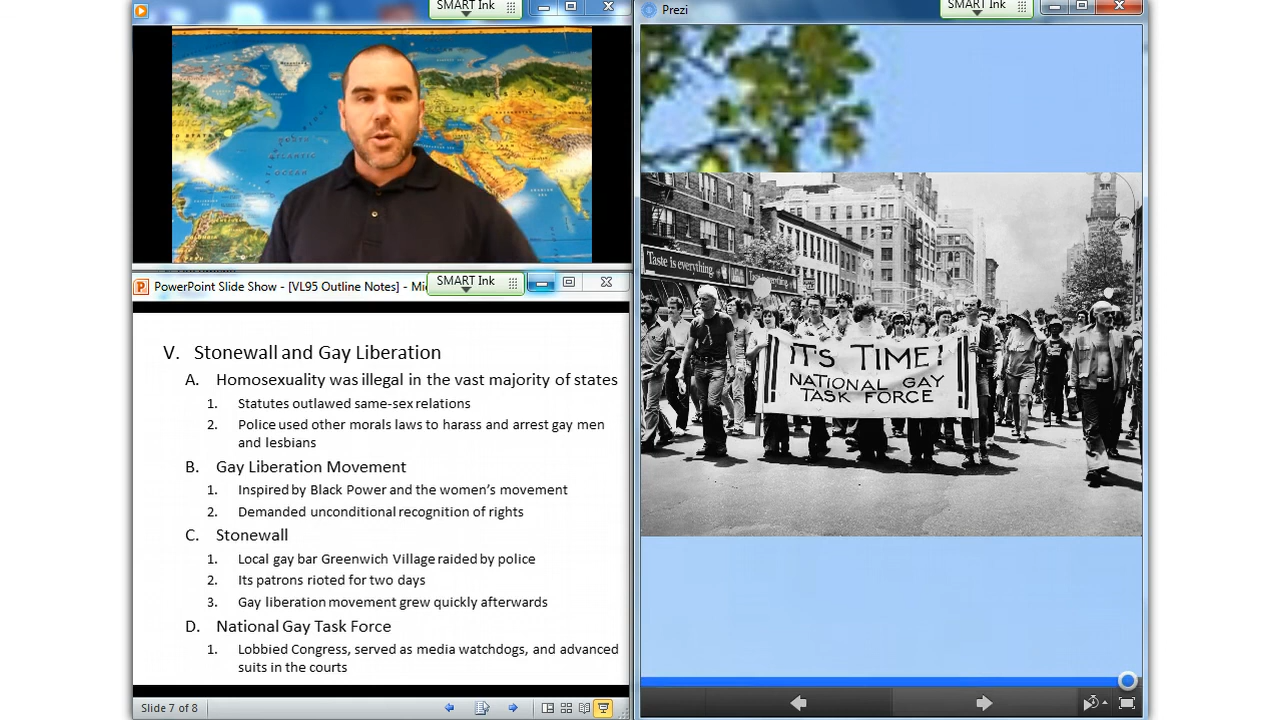 SMART Ink
PowerPoint Slide Show - [VL95 Outline Notes] - Mi
SMART Ink
V. Stonewall and Gay Liberation
A. Homosexuality was illegal in the vast majority of states
1. Statutes outlawed same-sex relations
2. Police used other morals laws to harass and arrest gay men
and lesbians
B. Gay Liberation Movement
1. Inspired by Black Power and the women's movement
2. Demanded unconditional recognition of rights
C. Stonewall
1. Local gay bar Greenwich Village raided by police
2. Its patrons rioted for two days
3. Gay liberation movement grew quickly afterwards
D. National Gay Task Force
1. Lobbied Congress, served as media watchdogs, and advanced
suits in the courts
Slide 7 of 8
Prezi
SMART Ink
Taste is everything.
Taste is everything.
IT'S TIME!
NATIONAL GAY
TASK FORCE